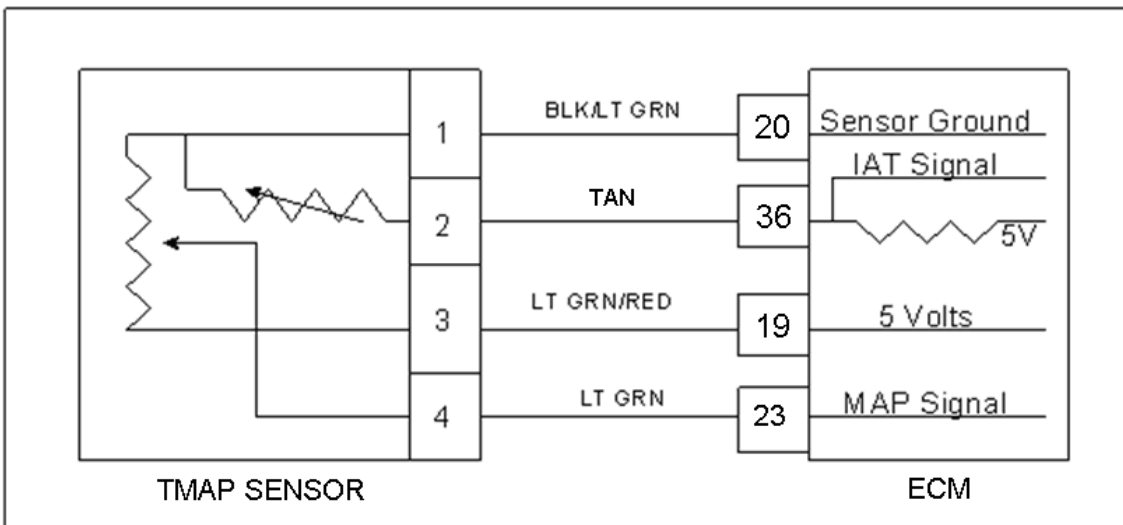 1 BLK/LT GRN 20 Sensor Ground
IAT Signal
2 TAN 36 5V
3 LT GRN/RED 19 5 Volts
4 LT GRN 23 MAP Signal
TMAP SENSOR ECM